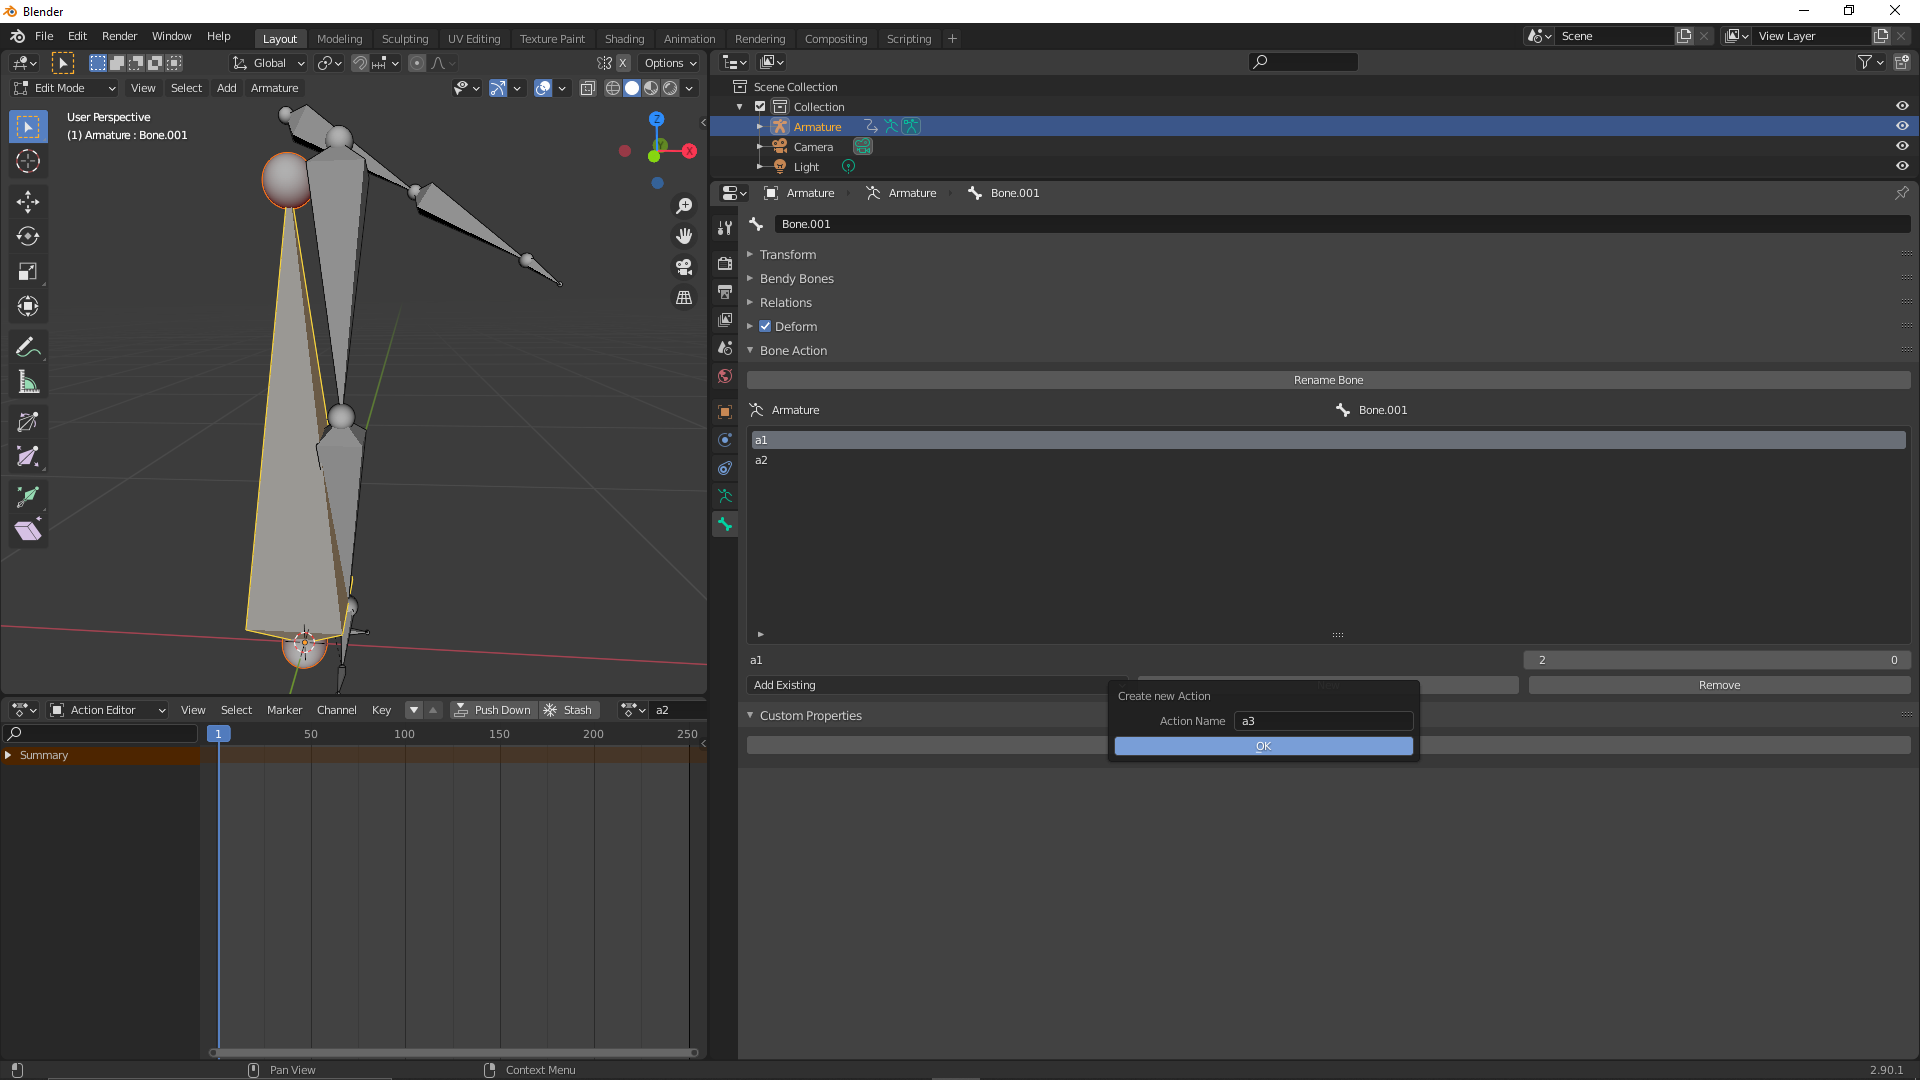 Blender
File Edit Render Window Help Layout Modeling Sculpting UV Editing Texture Paint Shading Animation Rendering Compositing Scripting + Scene View Layer
Global X Options
Edit Mode View Select Add Armature
User Perspective
(1) Armature : Bone.001
Z
Y
X
Scene Collection
Collection
Armature
Camera
Light
Armature Armature Bone.001
Bone.001
Transform
Bendy Bones
Relations
Deform
Bone Action
Rename Bone
Armature Bone.001
a1
a2
a1 2 0
Add Existing Remove
Create new Action
Action Name a3
OK
Custom Properties
Action Editor View Select Marker Channel Key Push Down Stash a2
1 50 100 150 200 250
Summary
Pan View Context Menu 2.90.1